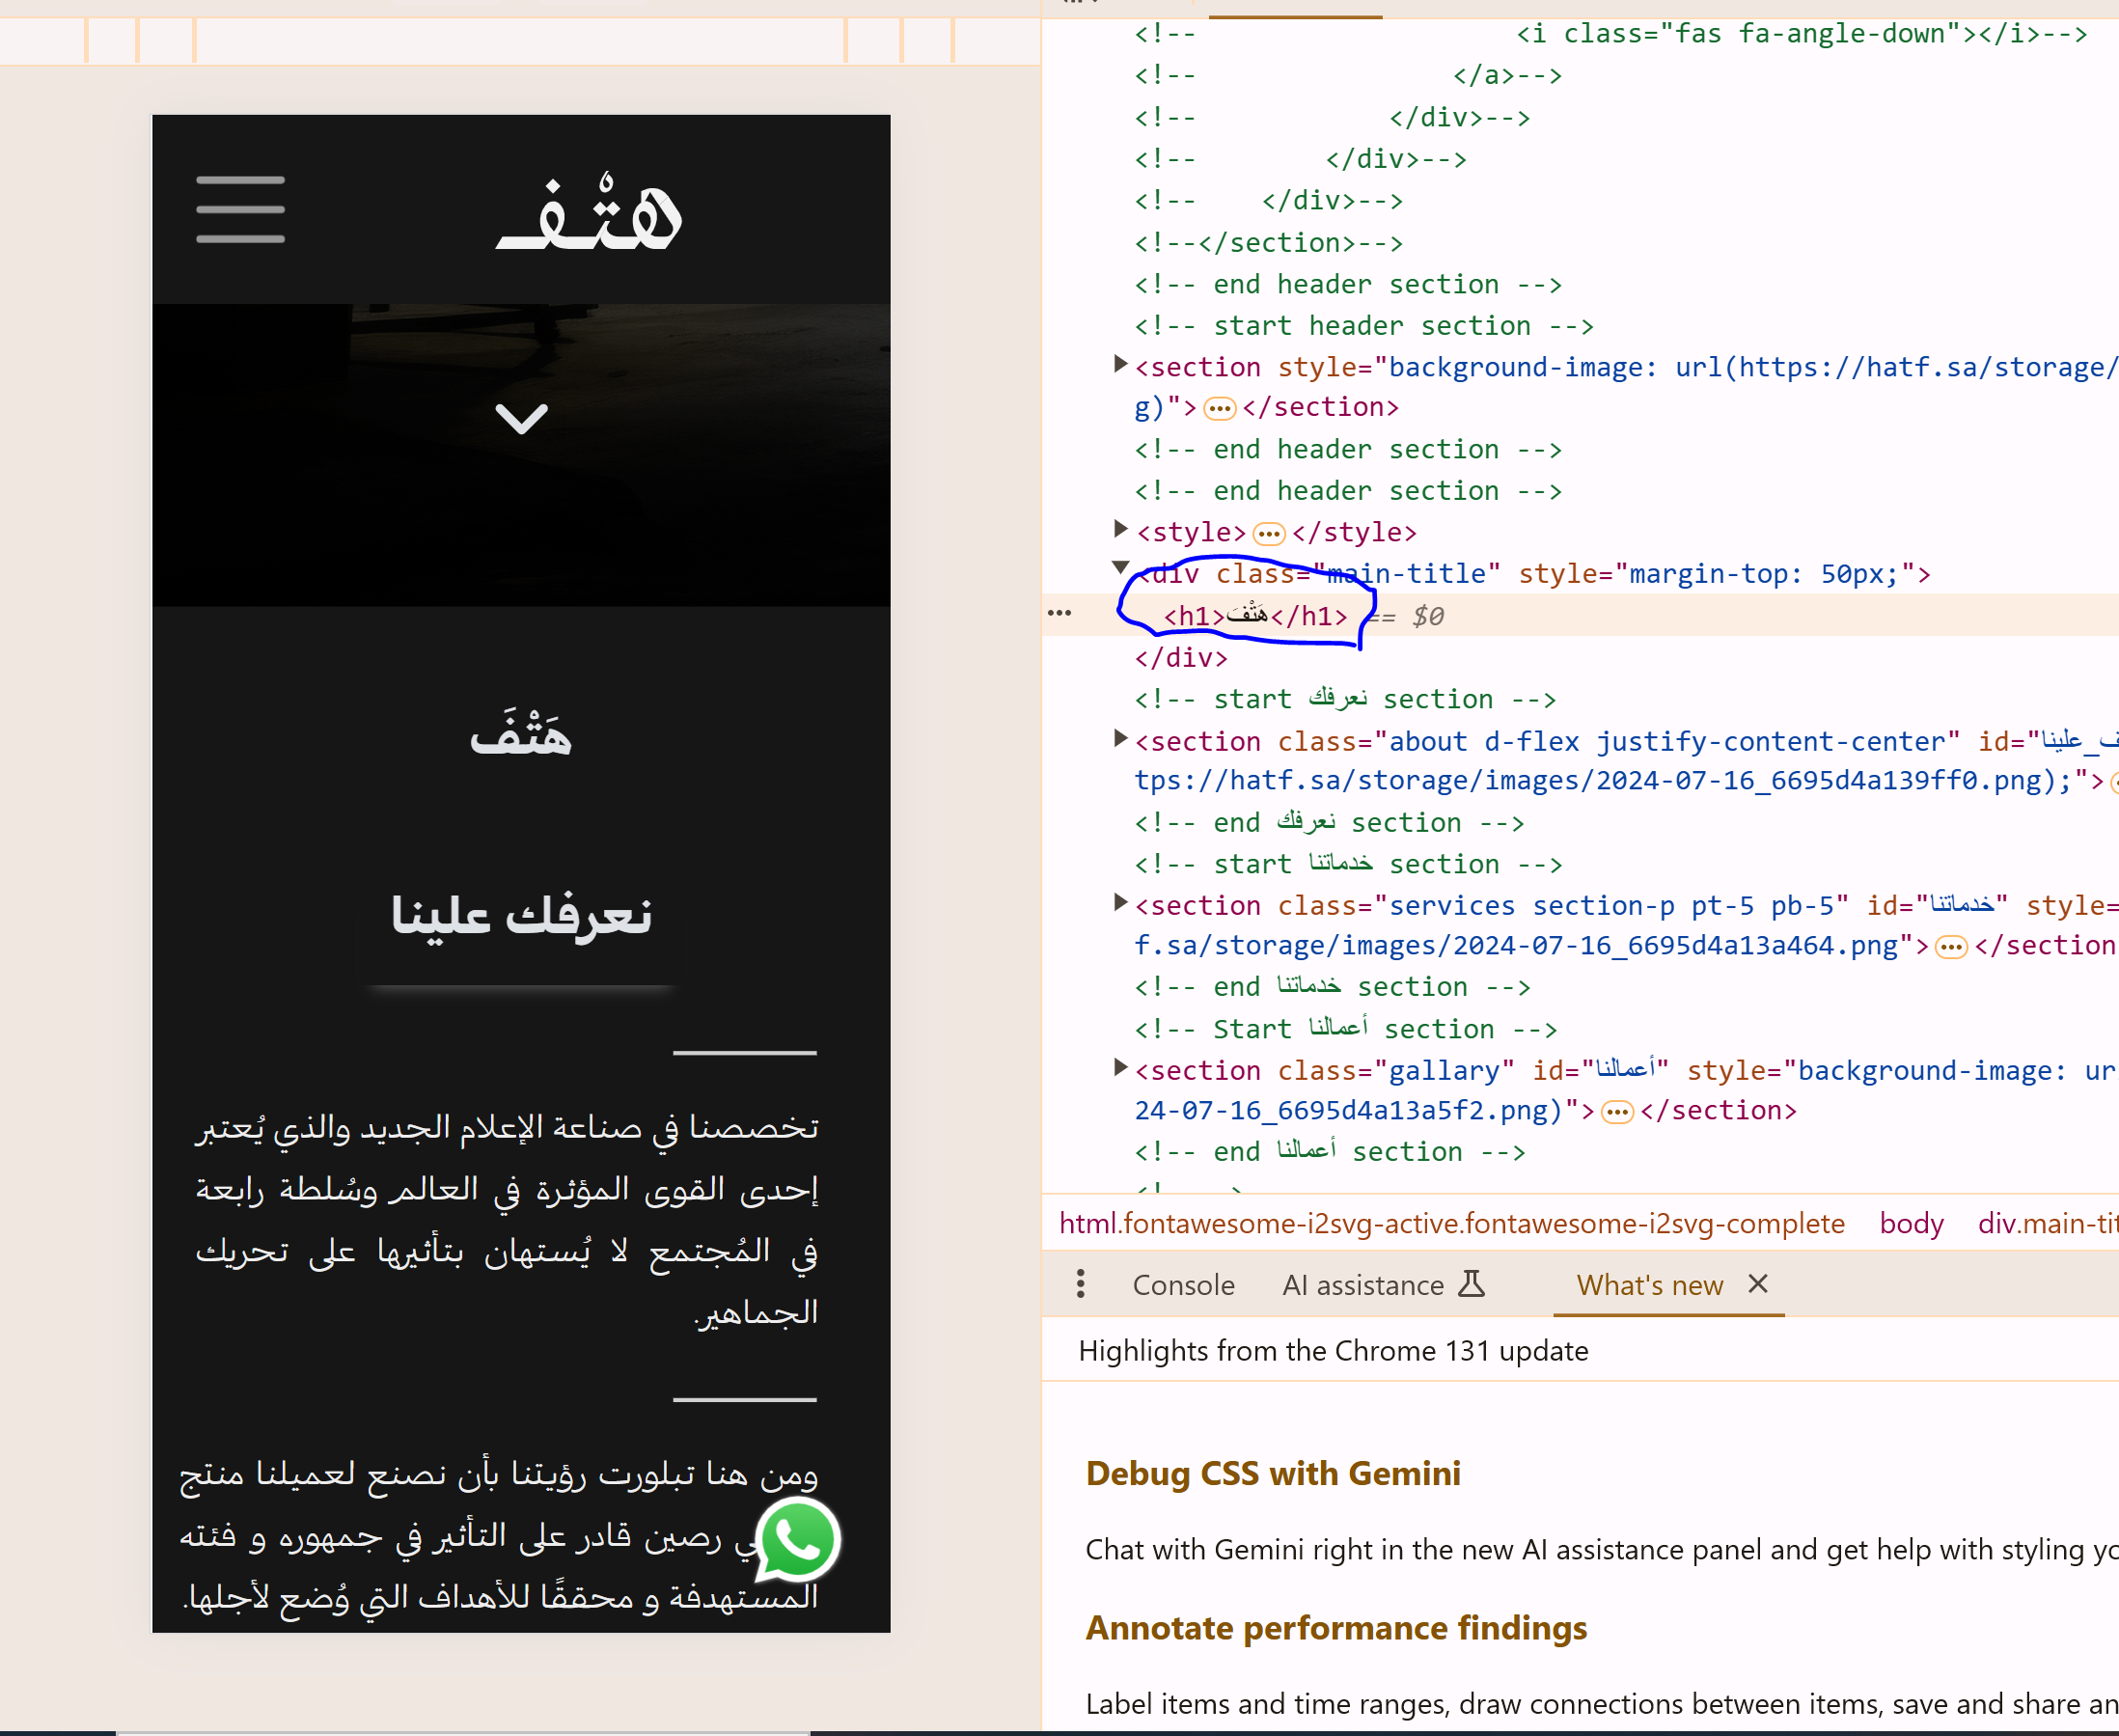 هتْف
هَتْفَ
نعرفك علينا
تخصصنا في صناعة الإعلام الجديد والذي يُعتبر
إحدى القوى المؤثرة في العالم وسُلطة رابعة
في المُجتمع لا يُستهان بتأثيرها على تحريك
الجماهير.
ومن هنا تبلورت رؤيتنا بأن نصنع لعميلنا منتج
رصين قادر على التأثير في جمهوره و فئته
المستهدفة و محققًا للأهداف التي وُضع لأجلها.
<!-- <i class="fas fa-angle-down"></i>-->
<!-- </a>-->
<!-- </div>-->
<!-- </div>-->
<!-- </div>-->
<!--</section>-->
<!-- end header section -->
<!-- start header section -->
<section style="background-image: url(https://hatf.sa/storage/
g)">…</section>
<!-- end header section -->
<!-- end header section -->
<style>…</style>
<div class="main-title" style="margin-top: 50px;">
… <h1>هَتْفَ</h1> == $0
</div>
<!-- start نعرفك section -->
<section class="about d-flex justify-content-center" id="ف_علينا
tps://hatf.sa/storage/images/2024-07-16_6695d4a139ff0.png);">
<!-- end نعرفك section -->
<!-- start خدماتنا section -->
<section class="services section-p pt-5 pb-5" id="خدماتنا" style=
f.sa/storage/images/2024-07-16_6695d4a13a464.png">…</section
<!-- end خدماتنا section -->
<!-- Start أعمالنا section -->
<section class="gallary" id="أعمالنا" style="background-image: ur
24-07-16_6695d4a13a5f2.png)">…</section>
<!-- end أعمالنا section -->
html.fontawesome-i2svg-active.fontawesome-i2svg-complete body div.main-tit
Console AI assistance What's new
Highlights from the Chrome 131 update
Debug CSS with Gemini
Chat with Gemini right in the new AI assistance panel and get help with styling yo
Annotate performance findings
Label items and time ranges, draw connections between items, save and share an